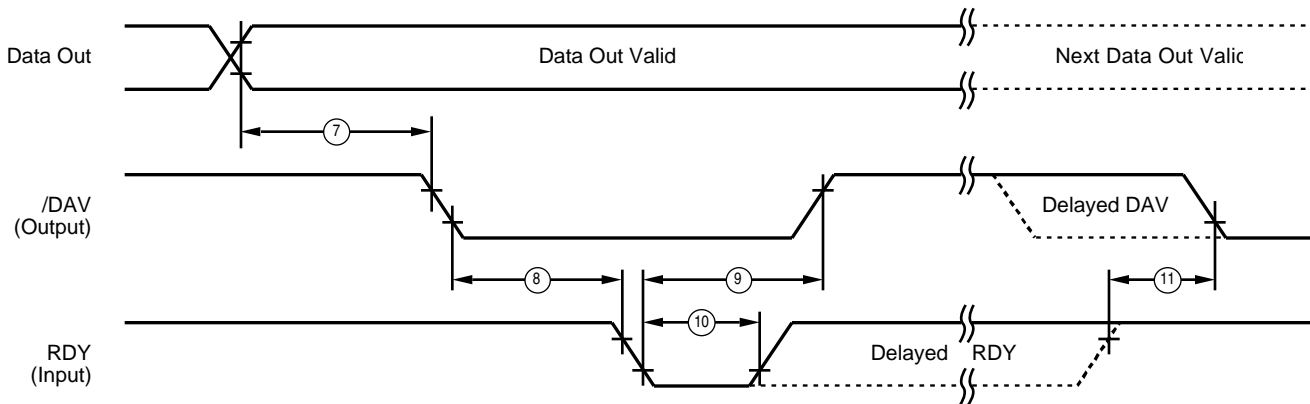 Data Out
Data Out Valid
Next Data Out Valid
7
/DAV
(Output)
Delayed DAV
8
9
11
10
RDY
(Input)
Delayed RDY